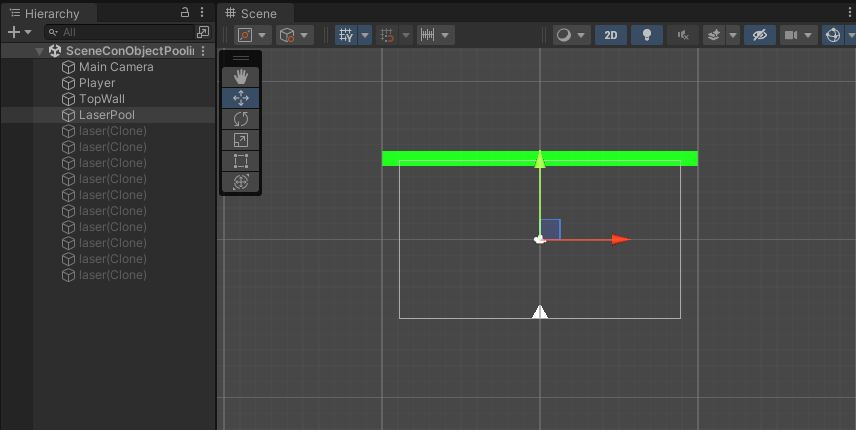 Hierarchy
All
SceneConObjectPoolin
Main Camera
Player
TopWall
LaserPool
laser(Clone)
laser(Clone)
laser(Clone)
laser(Clone)
laser(Clone)
laser(Clone)
laser(Clone)
laser(Clone)
laser(Clone)
laser(Clone)
Scene
2D